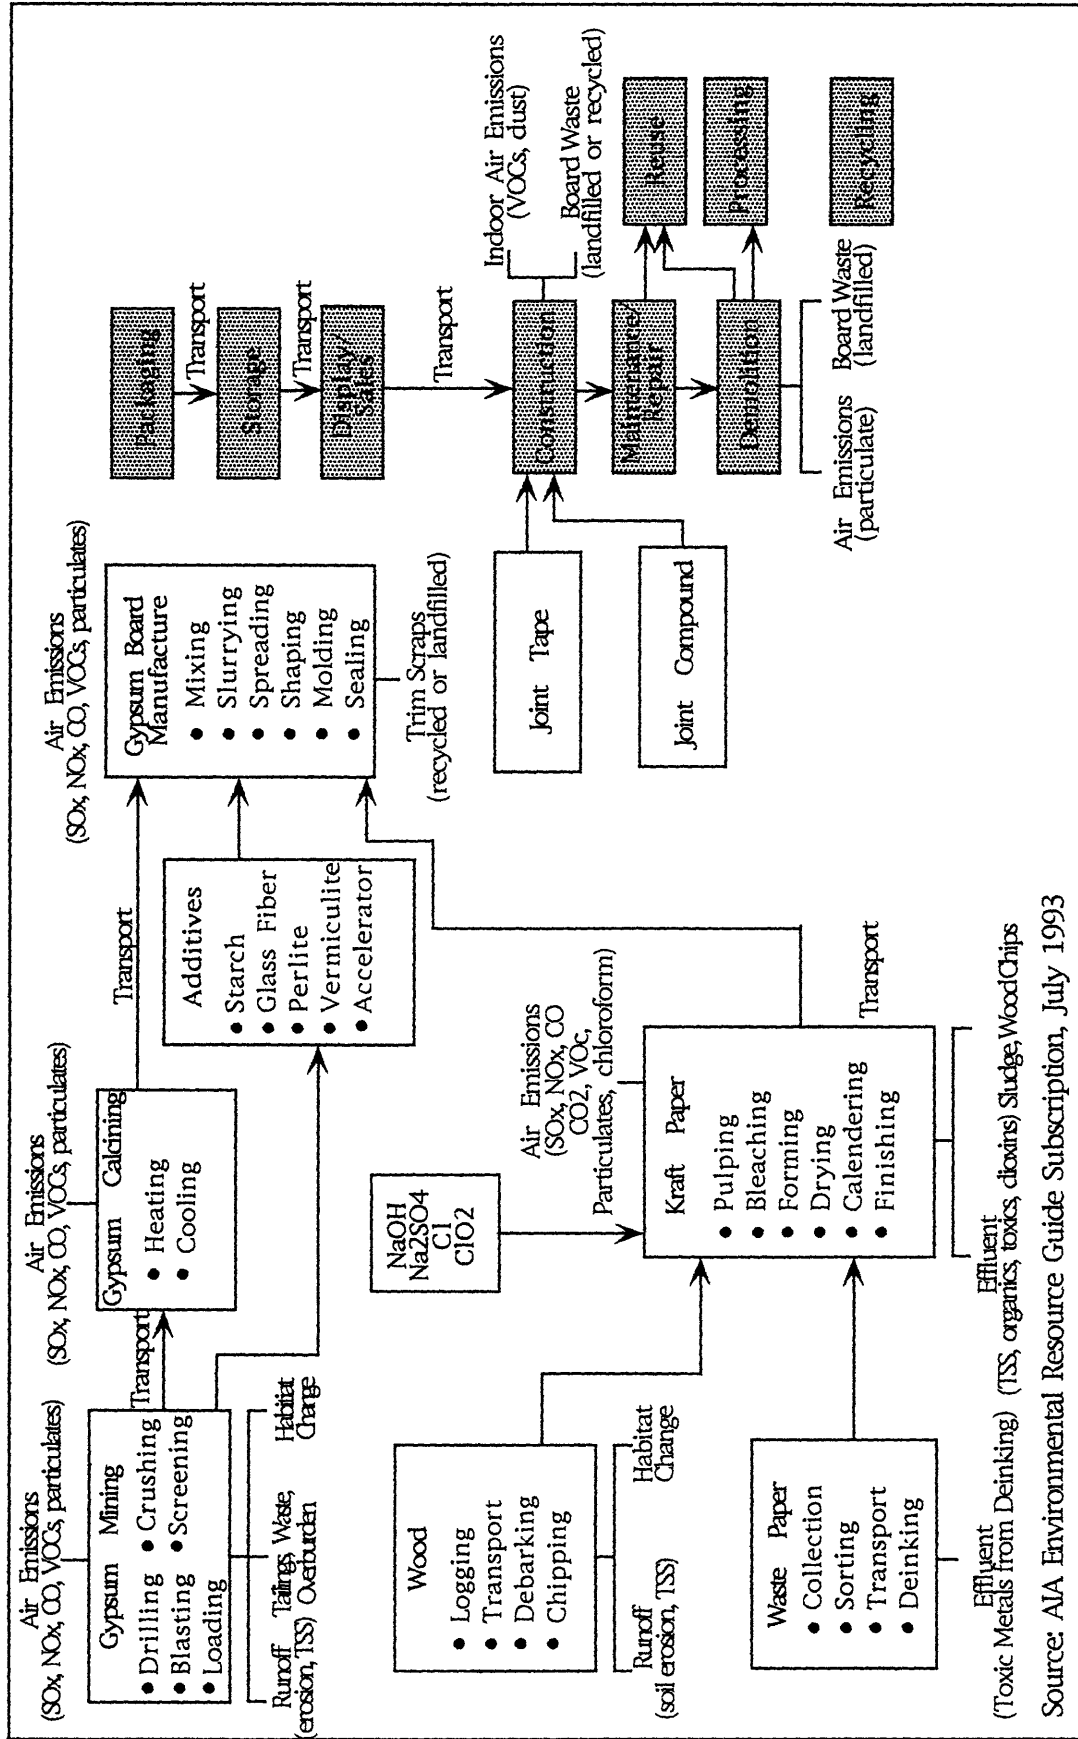 Air Emissions
(SOx, NOx, CO, VOCs, particulates)
Gypsum Mining
• Drilling • Crushing
• Blasting • Screening
• Loading
Runoff
(erosion, TSS)
Tailings, Waste,
Overburden
Habitat
Change
Transport
Air Emissions
(SOx, NOx, CO, VOCs, particulates)
Gypsum Calcining
• Heating
• Cooling
Transport
Additives
• Starch
• Glass Fiber
• Perlite
• Vermiculite
• Accelerator
Air Emissions
(SOx, NOx, CO, VOCs, particulates)
Gypsum Board
Manufacture
• Mixing
• Slurrying
• Spreading
• Shaping
• Molding
• Sealing
Trim Scraps
(recycled or landfilled)
Packaging
Transport
Storage
Transport
Display/
Sales
Transport
Wood
• Logging
• Transport
• Debarking
• Chipping
Runoff
(soil erosion, TSS)
Habitat
Change
NaOH
Na2SO4
Cl
ClO2
Air Emissions
(SOx, NOx, CO
CO2, VOc,
Particulates, chloroform)
Kraft Paper
• Pulping
• Bleaching
• Forming
• Drying
• Calendering
• Finishing
Transport
Waste Paper
• Collection
• Sorting
• Transport
• Deinking
Effluent
(Toxic Metals from Deinking)
Effluent
(TSS, organics, toxics, dioxins)
Sludge, Wood Chips
Joint Tape
Joint Compound
Construction
Indoor Air Emissions
(VOCs, dust)
Board Waste
(landfilled or recycled)
Maintenance/
Repair
Reuse
Demolition
Processing
Air Emissions
(particulate)
Board Waste
(landfilled)
Recycling
Source: AIA Environmental Resource Guide Subscription, July 1993